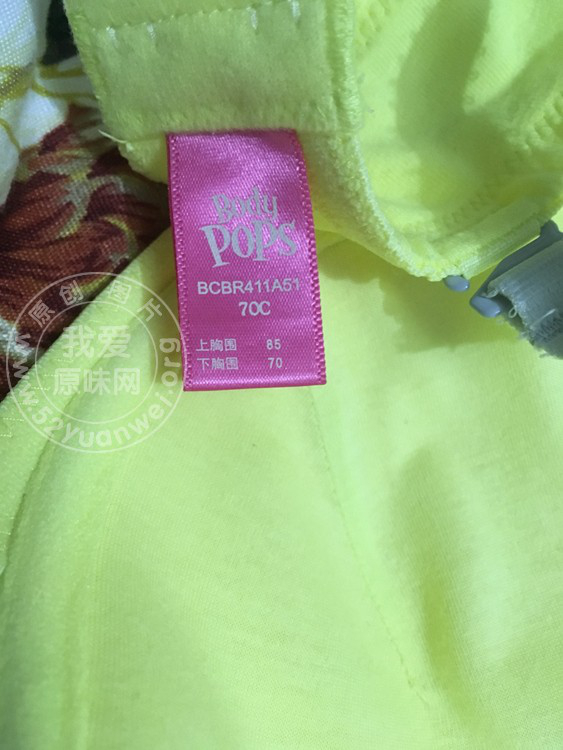 Body
POPS
BCBR411A51
70C
上胸围 85
下胸围 70
原创图片
我爱
原味网
www.52yuanwei.org